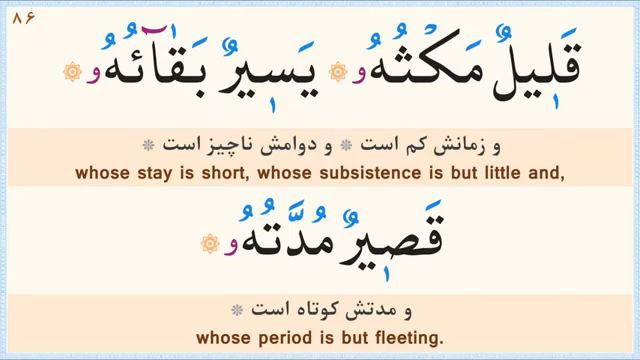 ۸۶
قَلٖيلٌ مَكْثُهُ و يَسٖيرٌ بَقٰآئُهُ و
و زمانش کم است * و دوامش ناچیز است *
whose stay is short, whose subsistence is but little and,
قَصٖيرٌ مُدَّتُهُ و
و مدتش کوتاه است *
whose period is but fleeting.